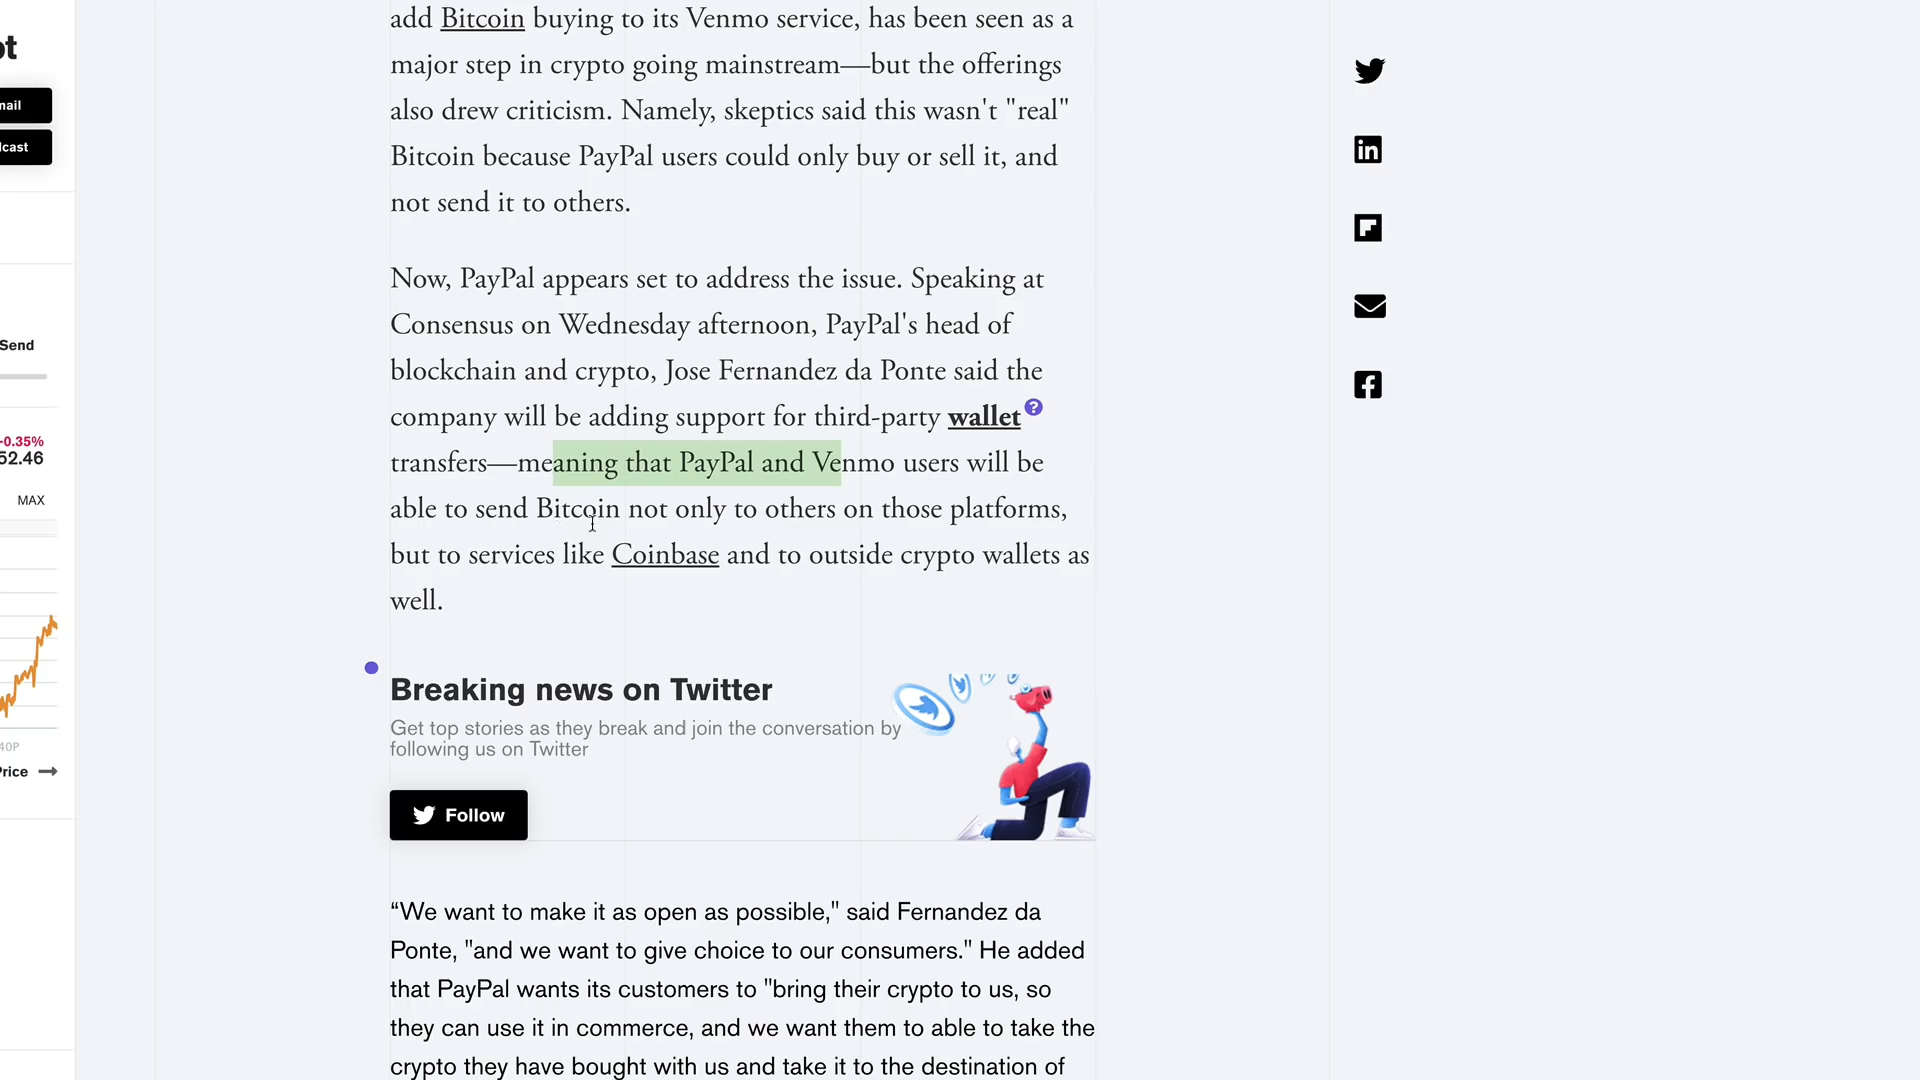 ot
nail
lcast
Send
-0.35%
52.46
MAX
40P
Price
add Bitcoin buying to its Venmo service, has been seen as a
major step in crypto going mainstream—but the offerings
also drew criticism. Namely, skeptics said this wasn't "real"
Bitcoin because PayPal users could only buy or sell it, and
not send it to others.
Now, PayPal appears set to address the issue. Speaking at
Consensus on Wednesday afternoon, PayPal's head of
blockchain and crypto, Jose Fernandez da Ponte said the
company will be adding support for third-party wallet ?
transfers—meaning that PayPal and Venmo users will be
able to send Bitcoin not only to others on those platforms,
but to services like Coinbase and to outside crypto wallets as
well.
Breaking news on Twitter
Get top stories as they break and join the conversation by
following us on Twitter
Follow
“We want to make it as open as possible," said Fernandez da
Ponte, "and we want to give choice to our consumers." He added
that PayPal wants its customers to "bring their crypto to us, so
they can use it in commerce, and we want them to able to take the
crypto they have bought with us and take it to the destination of